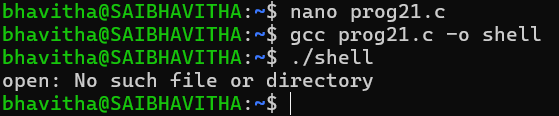 bhavitha@SAIBHAVITHA:~$ nano prog21.c
bhavitha@SAIBHAVITHA:~$ gcc prog21.c -o shell
bhavitha@SAIBHAVITHA:~$ ./shell
open: No such file or directory
bhavitha@SAIBHAVITHA:~$